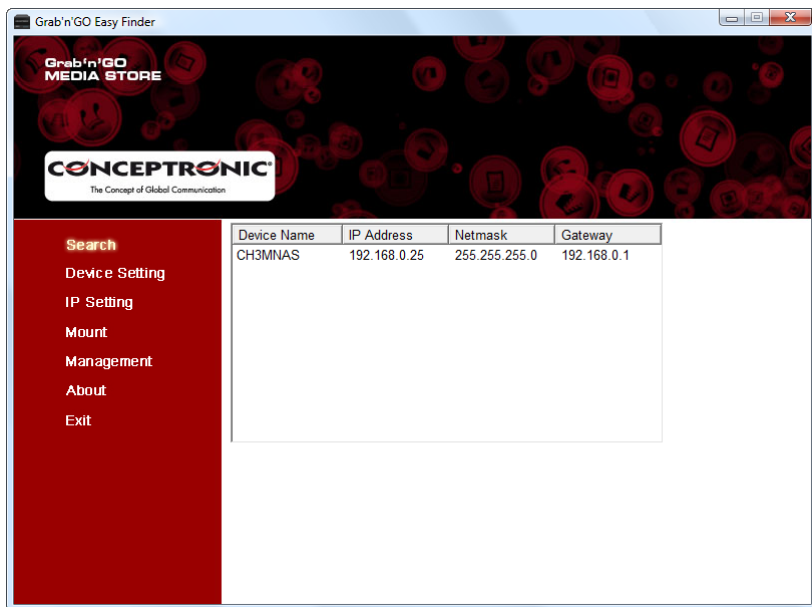 Grab'n'GO Easy Finder
Grab'n'GO
MEDIA STORE
CONCEPTRONIC
The Concept of Global Communication
Search
Device Setting
IP Setting
Mount
Management
About
Exit
Device Name IP Address Netmask Gateway
CH3MNAS 192.168.0.25 255.255.255.0 192.168.0.1